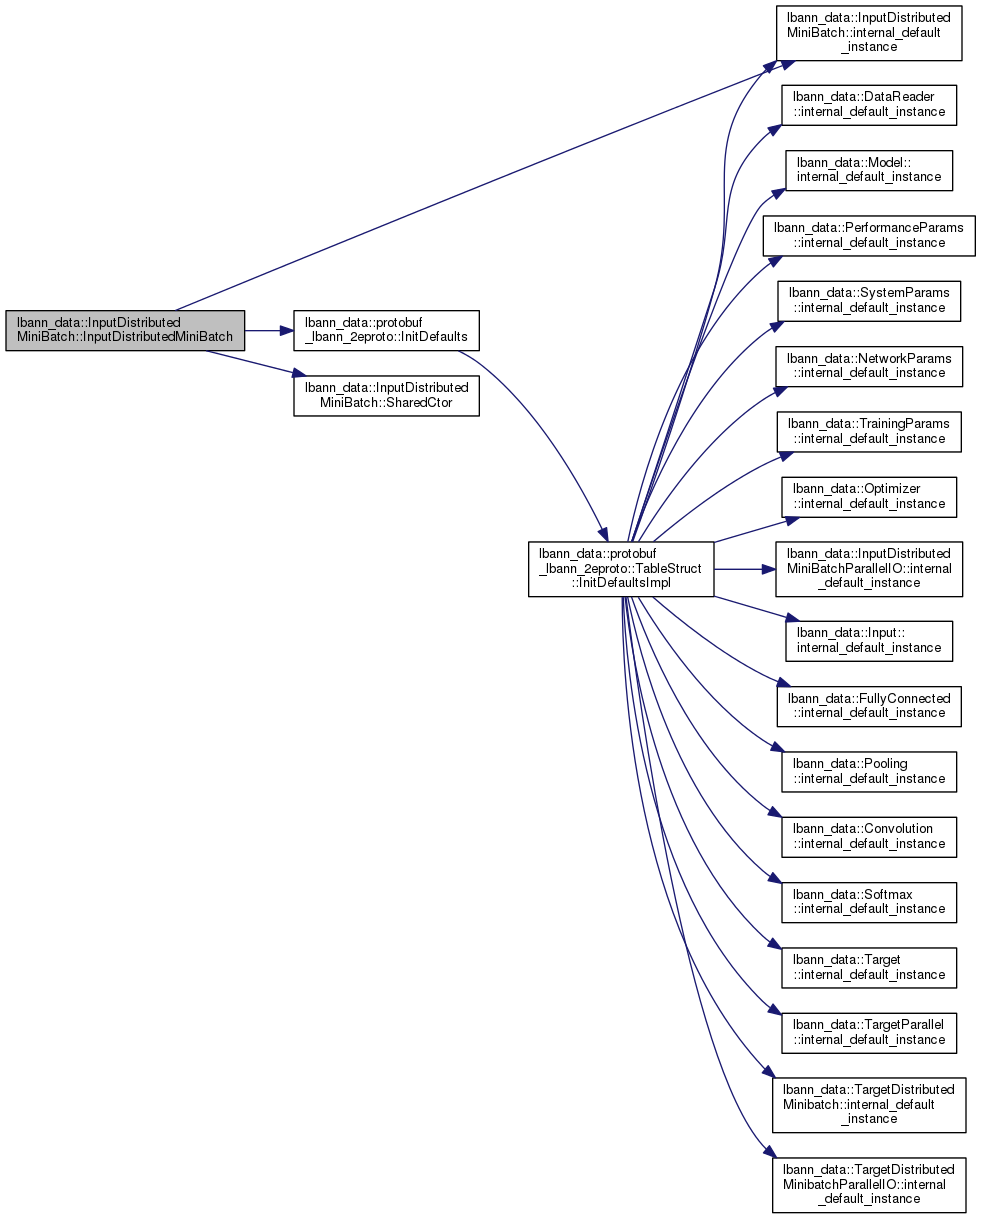 lbann_data::InputDistributed
MiniBatch::InputDistributedMiniBatch
lbann_data::protobuf
_lbann_2eproto::InitDefaults
lbann_data::InputDistributed
MiniBatch::SharedCtor
lbann_data::protobuf
_lbann_2eproto::TableStruct
::InitDefaultsImpl
lbann_data::InputDistributed
MiniBatch::internal_default
_instance
lbann_data::DataReader
::internal_default_instance
lbann_data::Model::
internal_default_instance
lbann_data::PerformanceParams
::internal_default_instance
lbann_data::SystemParams
::internal_default_instance
lbann_data::NetworkParams
::internal_default_instance
lbann_data::TrainingParams
::internal_default_instance
lbann_data::Optimizer
::internal_default_instance
lbann_data::InputDistributed
MiniBatchParallelIO::internal
_default_instance
lbann_data::Input::
internal_default_instance
lbann_data::FullyConnected
::internal_default_instance
lbann_data::Pooling
::internal_default_instance
lbann_data::Convolution
::internal_default_instance
lbann_data::Softmax
::internal_default_instance
lbann_data::Target
::internal_default_instance
lbann_data::TargetParallel
::internal_default_instance
lbann_data::TargetDistributed
Minibatch::internal_default
_instance
lbann_data::TargetDistributed
MinibatchParallelIO::internal
_default_instance